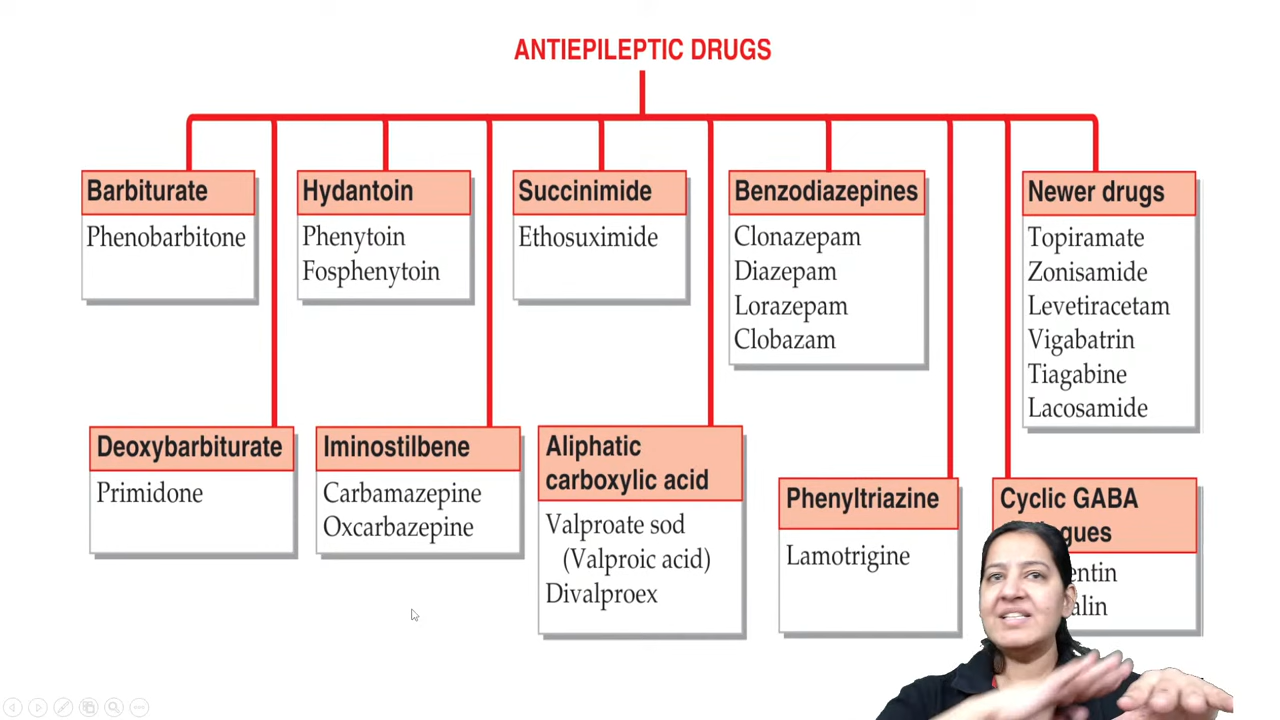 ANTIEPILEPTIC DRUGS
Barbiturate
Phenobarbitone
Hydantoin
Phenytoin
Fosphenytoin
Succinimide
Ethosuximide
Benzodiazepines
Clonazepam
Diazepam
Lorazepam
Clobazam
Newer drugs
Topiramate
Zonisamide
Levetiracetam
Vigabatrin
Tiagabine
Lacosamide
Deoxybarbiturate
Primidone
Iminostilbene
Carbamazepine
Oxcarbazepine
Aliphatic
carboxylic acid
Valproate sod
(Valproic acid)
Divalproex
Phenyltriazine
Lamotrigine
Cyclic GABA